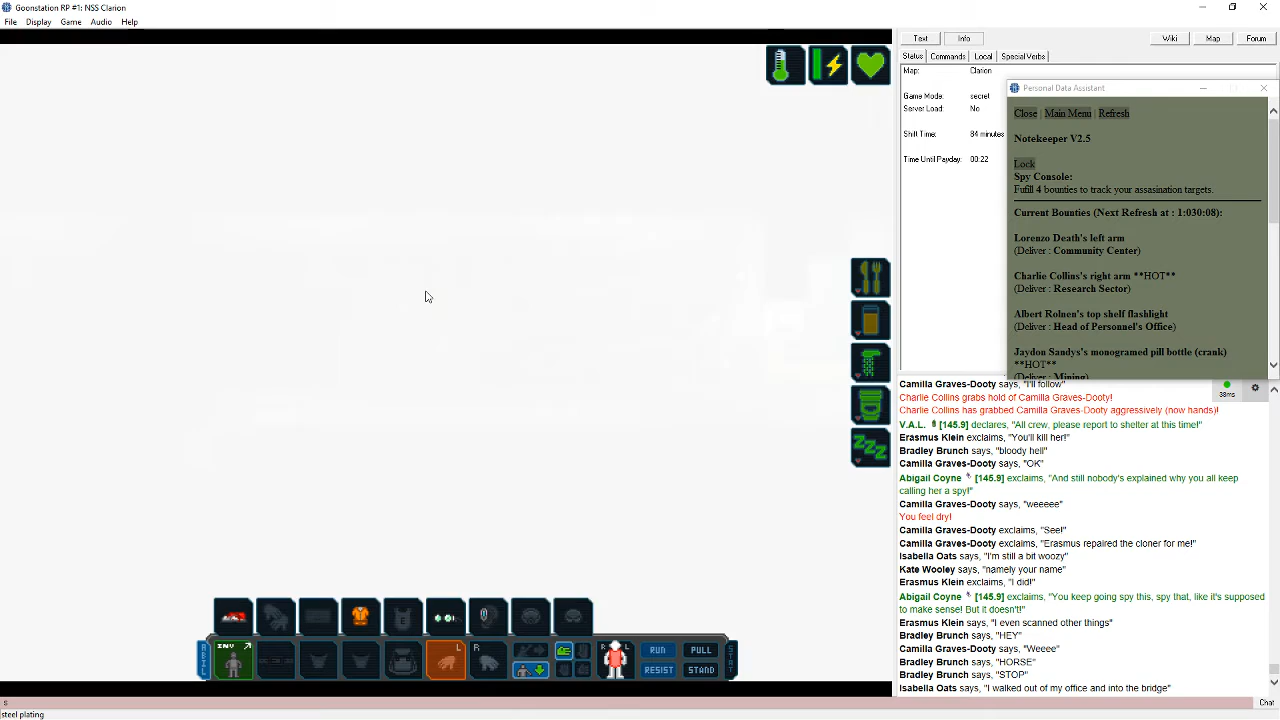 Goonstation RP #1: NSS Clarion
File Display Game Audio Help
Text Info Wiki Map Forum
Status Commands Local Special Verbs
Map: Clarion
Game Mode: secret
Server Load: No
Shift Time: 84 minutes
Time Until Payday: 00:22
Personal Data Assistant
Close | Main Menu | Refresh
Notekeeper V2.5
Lock
Spy Console:
Fufill 4 bounties to track your assasination targets.
Current Bounties (Next Refresh at : 1:030:08):
Lorenzo Death's left arm
(Deliver : Community Center)
Charlie Collins's right arm **HOT**
(Deliver : Research Sector)
Albert Rolnen's top shelf flashlight
(Deliver : Head of Personnel's Office)
Jaydon Sandys's monogramed pill bottle (crank)
**HOT**
(Deliver : Mining)
38ms
Camilla Graves-Dooty says, "I'll follow"
Charlie Collins grabs hold of Camilla Graves-Dooty!
Charlie Collins has grabbed Camilla Graves-Dooty aggressively (now hands)!
V.A.L. [145.9] declares, "All crew, please report to shelter at this time!"
Erasmus Klein exclaims, "You'll kill her!"
Bradley Brunch says, "bloody hell"
Camilla Graves-Dooty says, "OK"
Abigail Coyne [145.9] exclaims, "And still nobody's explained why you all keep
calling her a spy!"
Camilla Graves-Dooty says, "weeeee"
You feel dry!
Camilla Graves-Dooty exclaims, "See!"
Camilla Graves-Dooty exclaims, "Erasmus repaired the cloner for me!"
Isabella Oats says, "I'm still a bit woozy"
Kate Wooley says, "namely your name"
Erasmus Klein exclaims, "I did!"
Abigail Coyne [145.9] exclaims, "You keep going spy this, spy that, like it's supposed
to make sense! But it doesn't!"
Erasmus Klein exclaims, "I even scanned other things"
Bradley Brunch says, "HEY"
Camilla Graves-Dooty says, "Weeee"
Bradley Brunch says, "HORSE"
Bradley Brunch says, "STOP"
Isabella Oats says, "I walked out of my office and into the bridge"
ZZZ
ABIL INV L R R L RUN PULL STAT
RESIST STAND
s Chat
steel plating